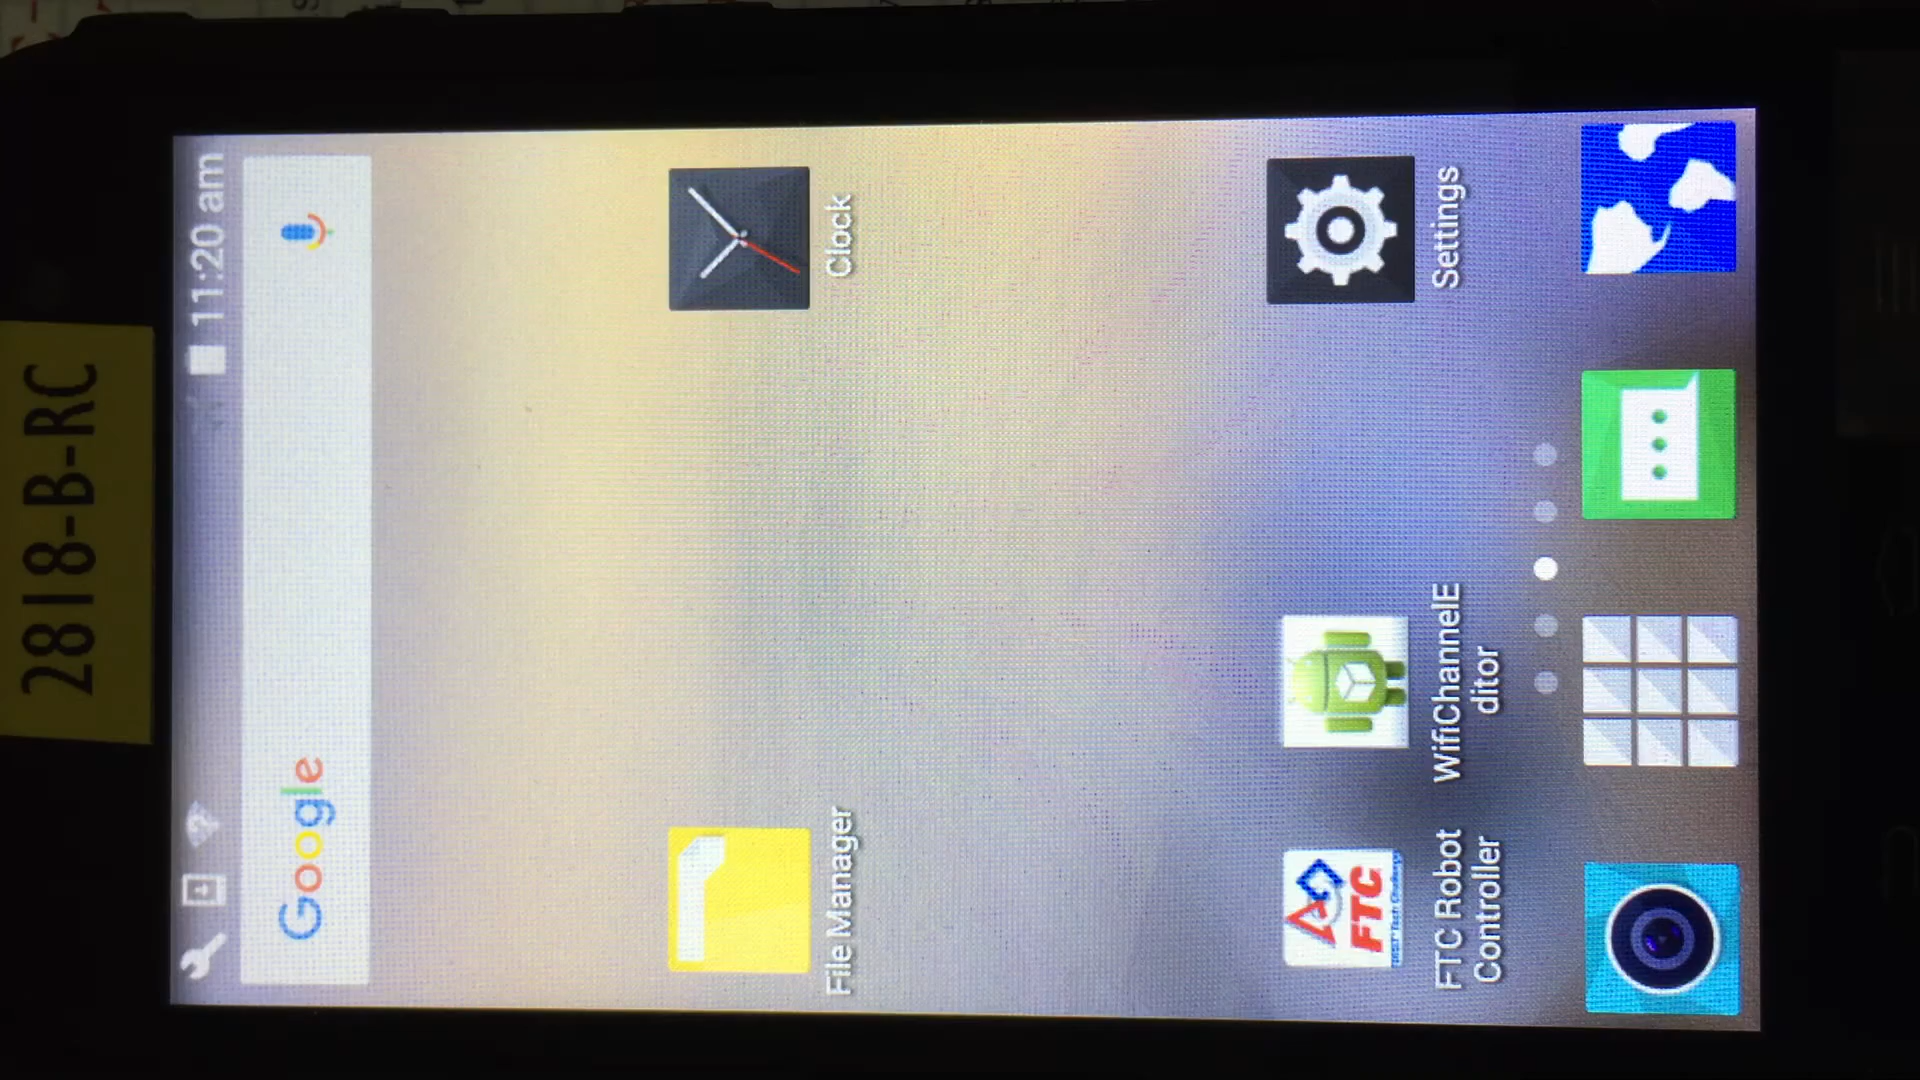 2818-B-RC
11:20 am
Google
File Manager
Clock
FTC
FTC Robot
Controller
WifiChannelE
ditor
Settings